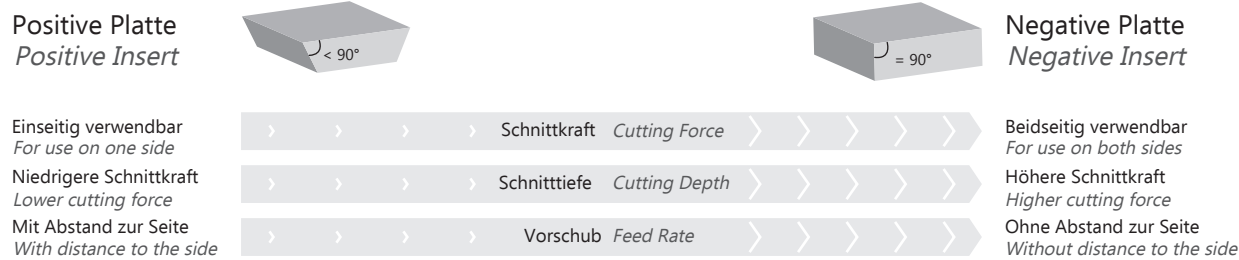 Positive Platte
Positive Insert
< 90°
= 90°
Negative Platte
Negative Insert
Einseitig verwendbar
For use on one side
Niedrigere Schnittkraft
Lower cutting force
Mit Abstand zur Seite
With distance to the side
Schnittkraft Cutting Force
Schnitttiefe Cutting Depth
Vorschub Feed Rate
Beidseitig verwendbar
For use on both sides
Höhere Schnittkraft
Higher cutting force
Ohne Abstand zur Seite
Without distance to the side